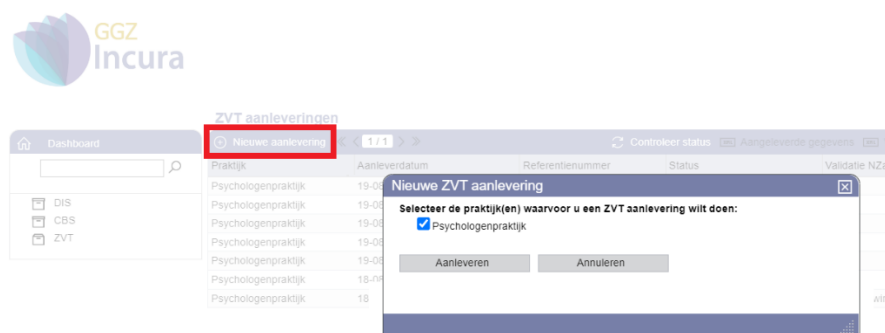 GGZ
Incura
ZVT aanleveringen
Dashboard
Nieuwe aanlevering 1 / 1 Controleer status Aangeleverde gegevens
Praktijk Aanleverdatum Referentienummer Status Validatie NZa
Psychologenpraktijk 19-08
Psychologenpraktijk 19-08
Psychologenpraktijk 19-08
Psychologenpraktijk 19-08
Psychologenpraktijk 19-08
Psychologenpraktijk 18-08
Psychologenpraktijk 18
DIS
CBS
ZVT
Nieuwe ZVT aanlevering
Selecteer de praktijk(en) waarvoor u een ZVT aanlevering wilt doen:
Psychologenpraktijk
Aanleveren Annuleren